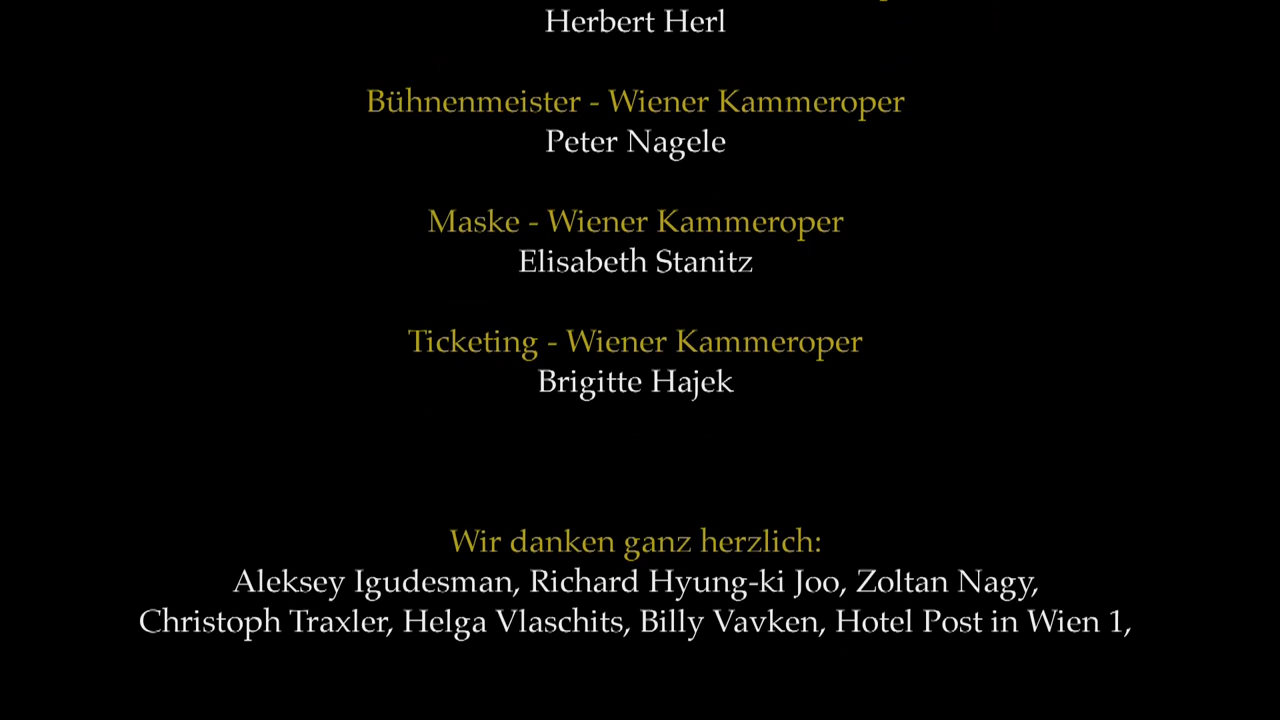 Herbert Herl
Bühnenmeister - Wiener Kammeroper
Peter Nagele
Maske - Wiener Kammeroper
Elisabeth Stanitz
Ticketing - Wiener Kammeroper
Brigitte Hajek
Wir danken ganz herzlich:
Aleksey Igudesman, Richard Hyung-ki Joo, Zoltan Nagy,
Christoph Traxler, Helga Vlaschits, Billy Vavken, Hotel Post in Wien 1,